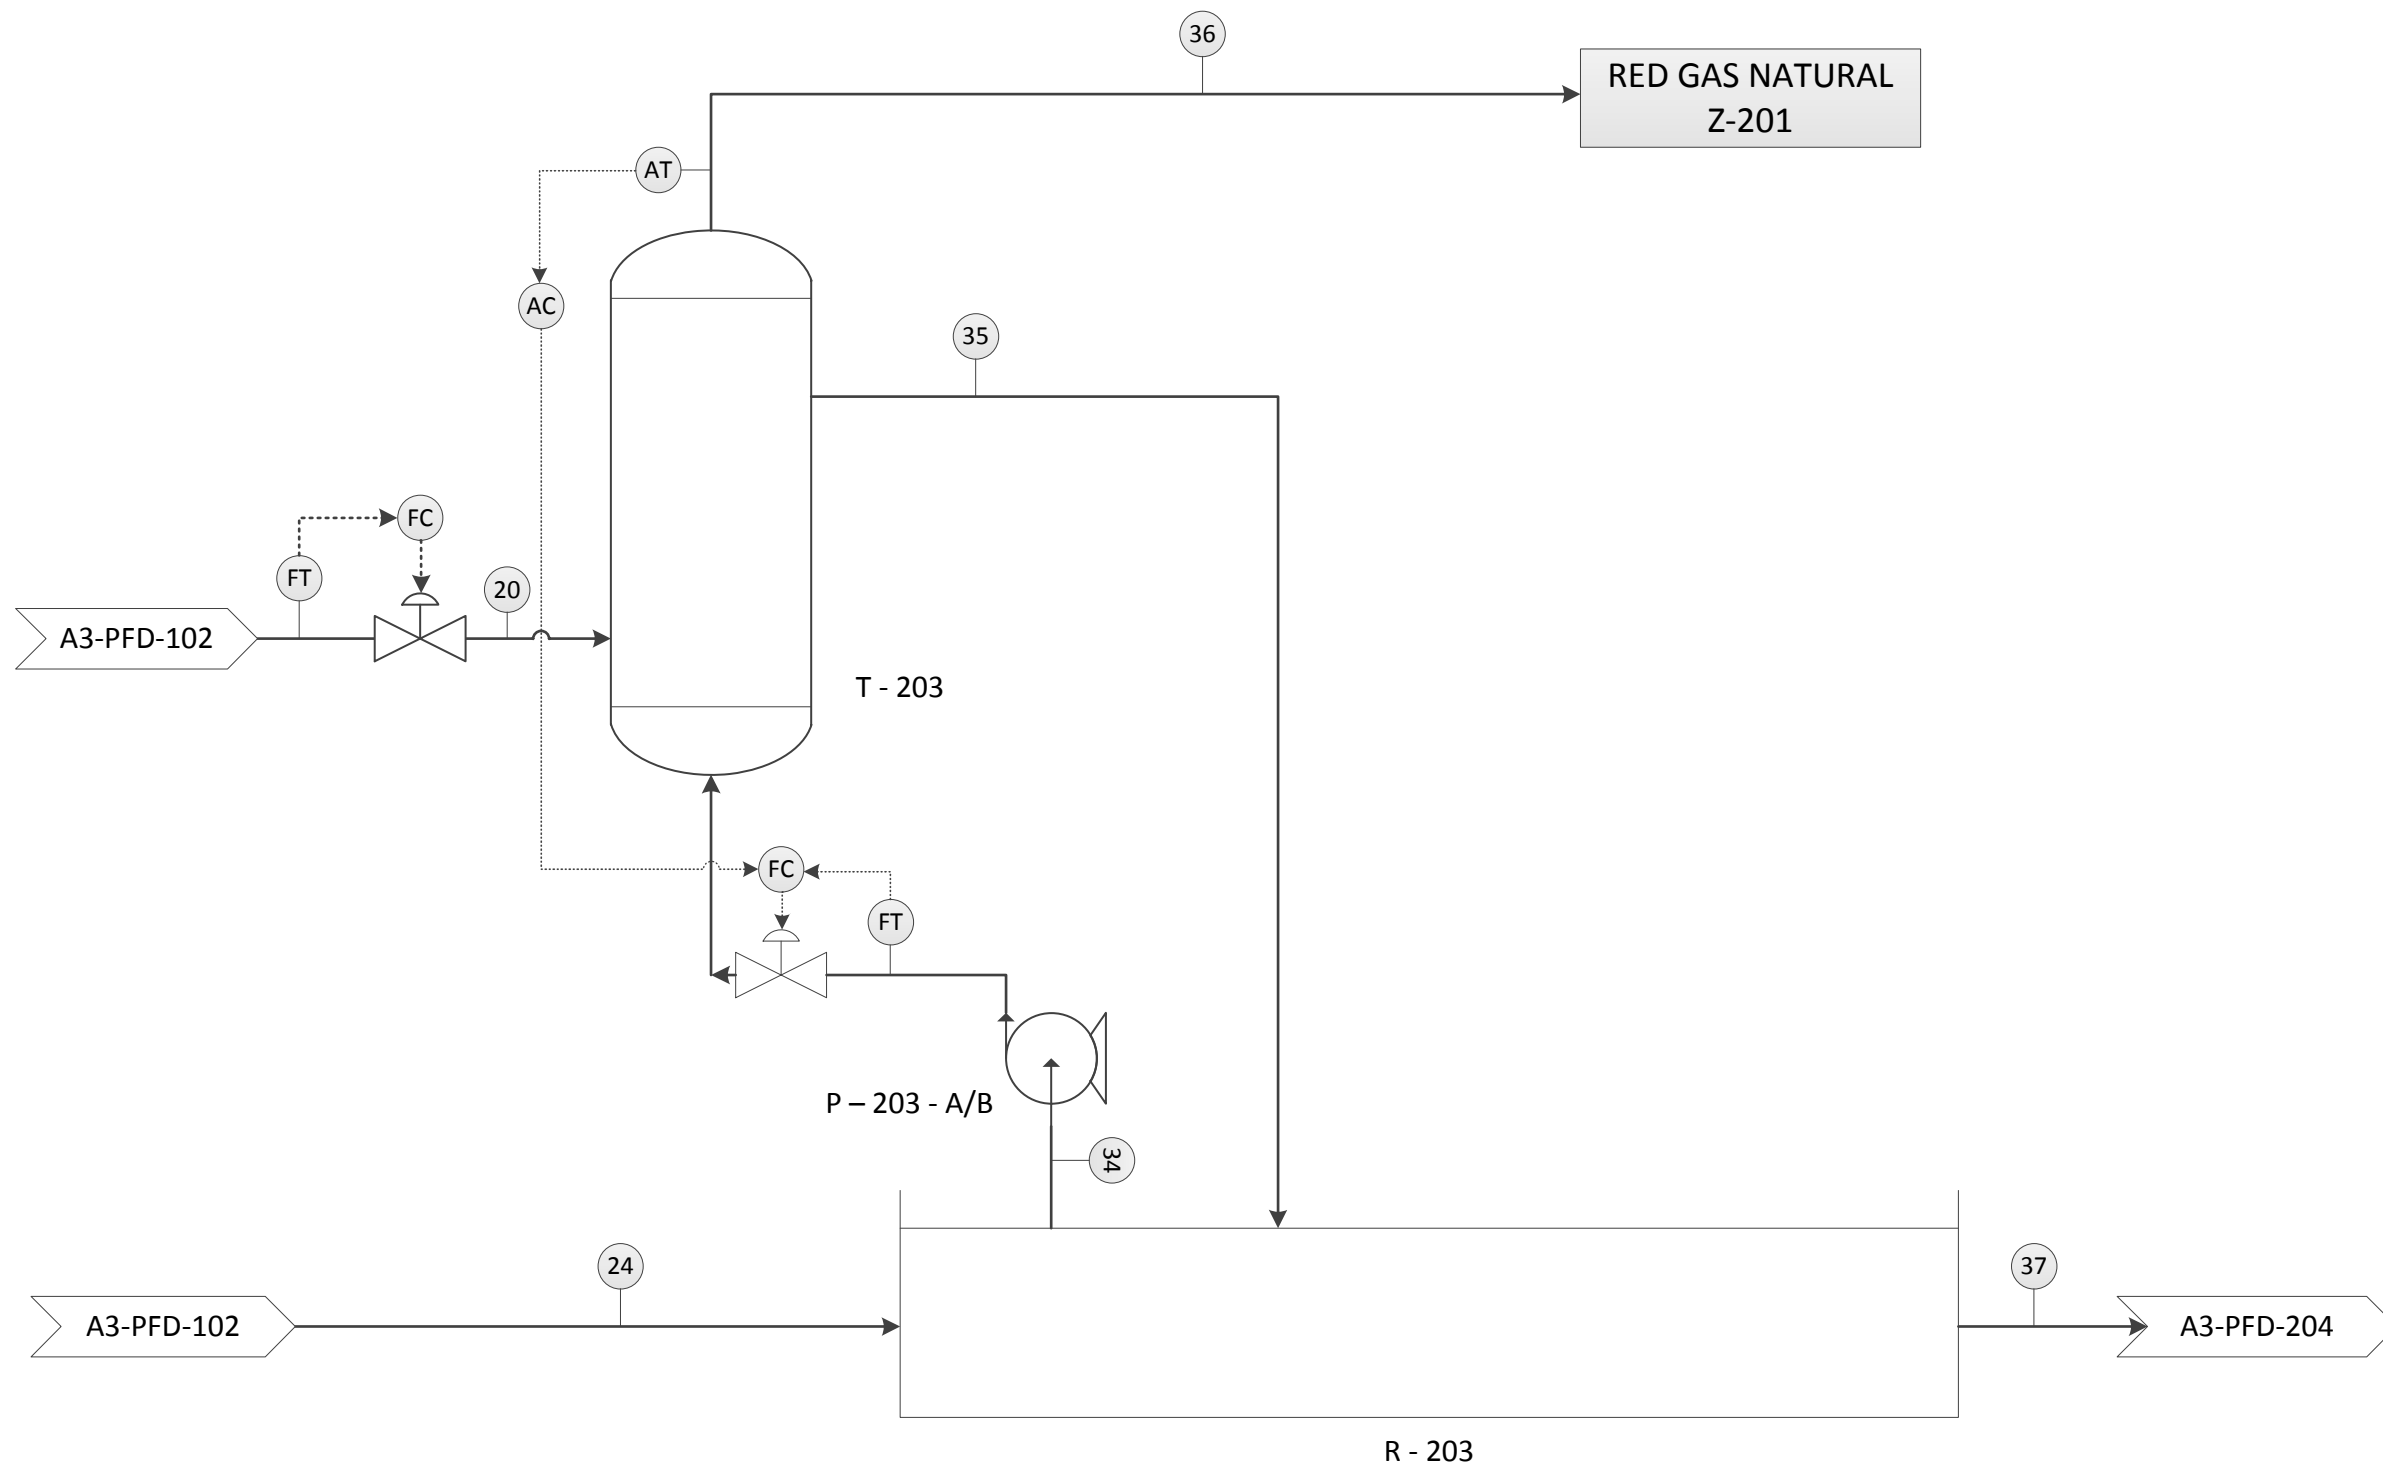 36
RED GAS NATURAL
Z-201
AT
AC
35
FC
FT
20
A3-PFD-102
T - 203
FC
FT
P – 203 - A/B
34
24
37
A3-PFD-102
A3-PFD-204
R - 203